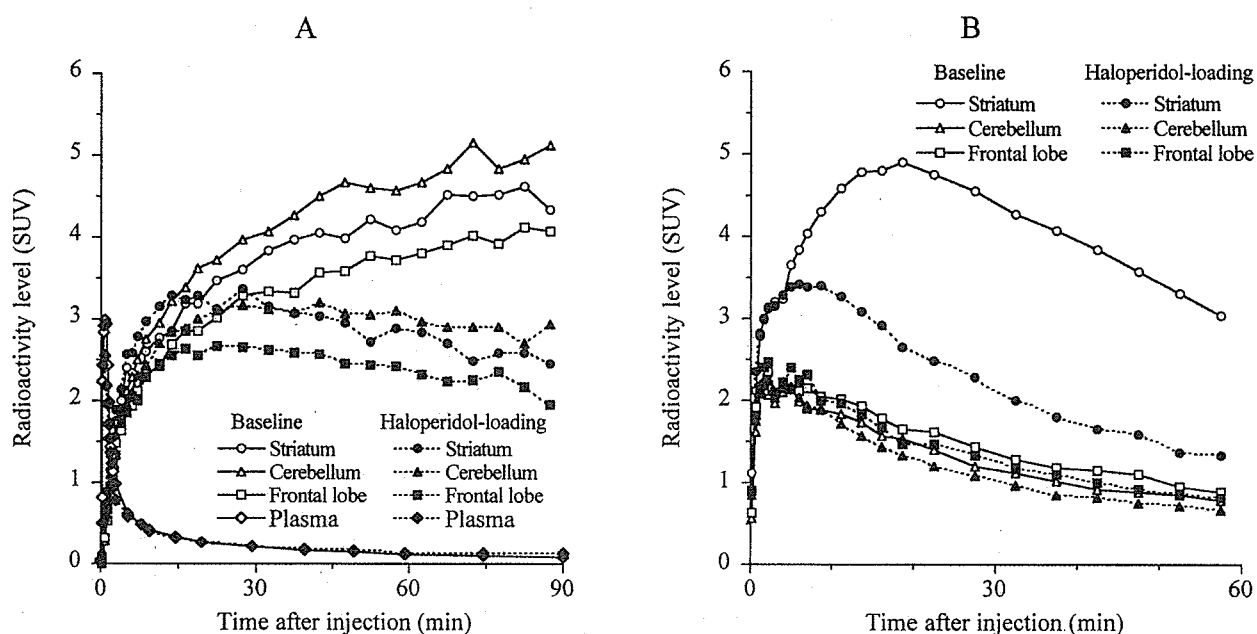 A
Radioactivity level (SUV)
6
5
4
3
2
1
0
Baseline Haloperidol-loading
Striatum Striatum
Cerebellum Cerebellum
Frontal lobe Frontal lobe
Plasma Plasma
0 30 60 90
Time after injection (min)
B
Radioactivity level (SUV)
6
5
4
3
2
1
0
Baseline Haloperidol-loading
Striatum Striatum
Cerebellum Cerebellum
Frontal lobe Frontal lobe
0 30 60
Time after injection (min)